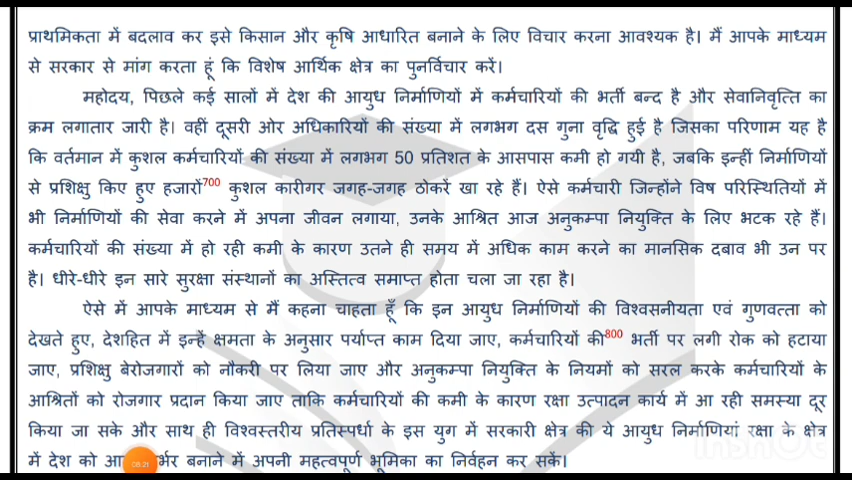 प्राथमिकता में बदलाव कर इसे किसान और कृषि आधारित बनाने के लिए विचार करना आवश्यक है। मैं आपके माध्यम
से सरकार से मांग करता हूं कि विशेष आर्थिक क्षेत्र का पुनर्विचार करें।
महोदय, पिछले कई सालों में देश की आयुध निर्माणियों में कर्मचारियों की भर्ती बन्द है और सेवानिवृत्ति का
क्रम लगातार जारी है। वहीं दूसरी ओर अधिकारियों की संख्या में लगभग दस गुना वृद्धि हुई है जिसका परिणाम यह है
कि वर्तमान में कुशल कर्मचारियों की संख्या में लगभग 50 प्रतिशत के आसपास कमी हो गयी है, जबकि इन्हीं निर्माणियों
से प्रशिक्षु किए हुए हजारों700 कुशल कारीगर जगह-जगह ठोकरें खा रहे हैं। ऐसे कर्मचारी जिन्होंने विष परिस्थितियों में
भी निर्माणियों की सेवा करने में अपना जीवन लगाया, उनके आश्रित आज अनुकम्पा नियुक्ति के लिए भटक रहे हैं।
कर्मचारियों की संख्या में हो रही कमी के कारण उतने ही समय में अधिक काम करने का मानसिक दबाव भी उन पर
है। धीरे-धीरे इन सारे सुरक्षा संस्थानों का अस्तित्व समाप्त होता चला जा रहा है।
ऐसे में आपके माध्यम से मैं कहना चाहता हूँ कि इन आयुध निर्माणियों की विश्वसनीयता एवं गुणवत्ता को
देखते हुए, देशहित में इन्हें क्षमता के अनुसार पर्याप्त काम दिया जाए, कर्मचारियों की800 भर्ती पर लगी रोक को हटाया
जाए, प्रशिक्षु बेरोजगारों को नौकरी पर लिया जाए और अनुकम्पा नियुक्ति के नियमों को सरल करके कर्मचारियों के
आश्रितों को रोजगार प्रदान किया जाए ताकि कर्मचारियों की कमी के कारण रक्षा उत्पादन कार्य में आ रही समस्या दूर
किया जा सके और साथ ही विश्वस्तरीय प्रतिस्पर्धा के इस युग में सरकारी क्षेत्र की ये आयुध निर्माणियां रक्षा के क्षेत्र
में देश को 08:21 बनाने में अपनी महत्वपूर्ण भूमिका का निर्वहन कर सकें।